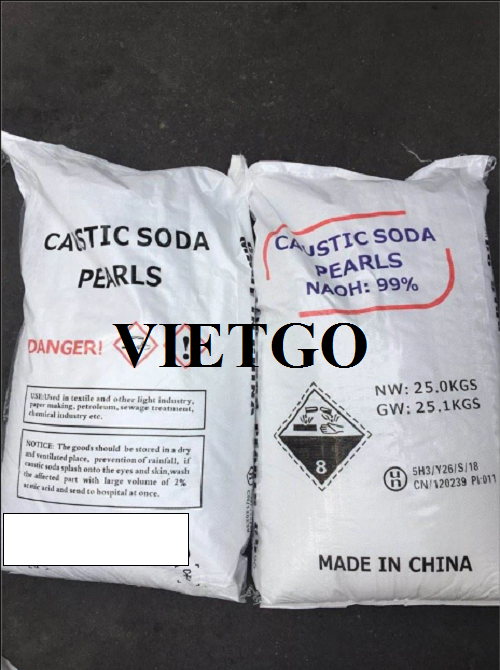 CAUSTIC SODA
PEARLS
DANGER!
USE:Used in textile and other light industry,
paper making, petroleum, sewage treatment,
chemical industry etc.
NOTICE: The goods should be stored in a dry
and ventilated place, prevention of rainfall, if
caustic soda splash onto the eyes and skin,wash
the affected part with large volume of 2%
acid and send to hospital at once.
VIETGO
CAUSTIC SODA
PEARLS
NAOH: 99%
NW: 25.0KGS
GW: 25.1KGS
8
un
5H3/Y26/S/18
CN/120239
MADE IN CHINA